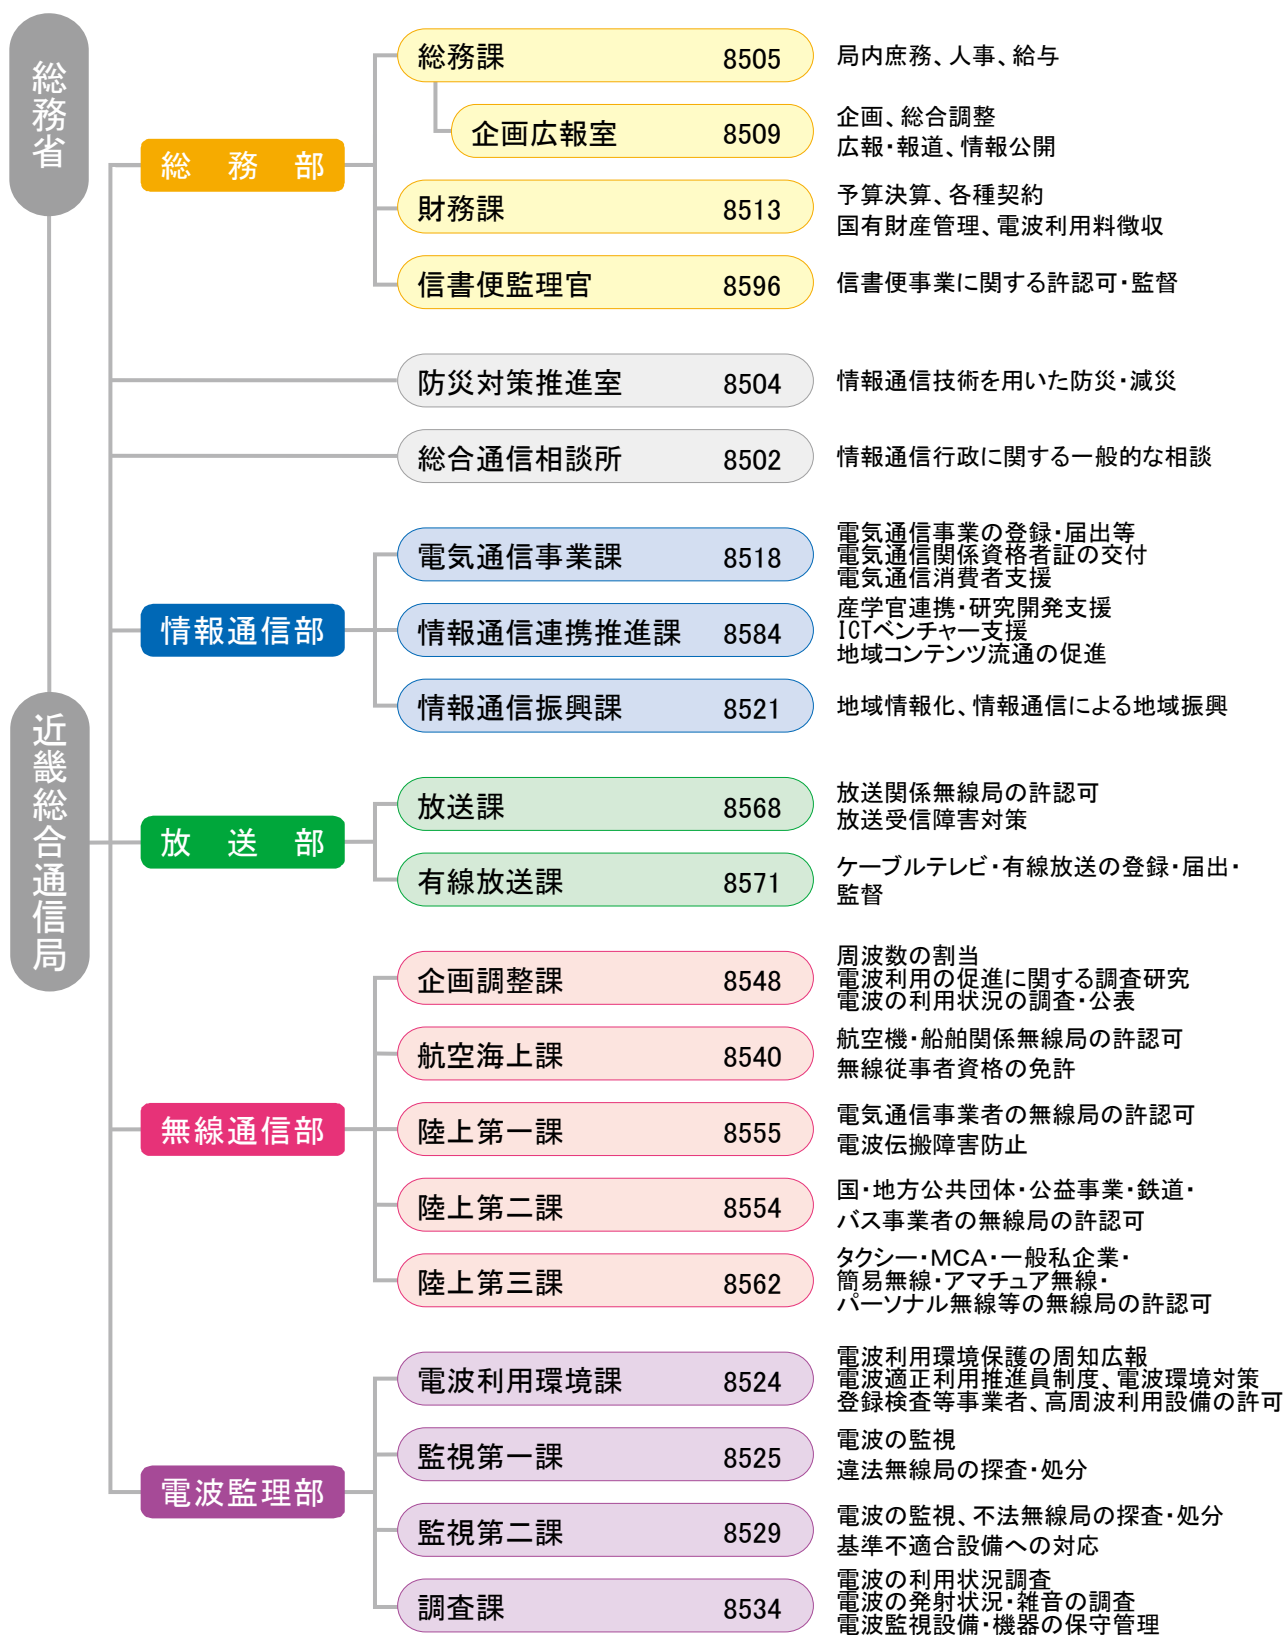 総務省
近畿総合通信局
総務部
総務課 8505 局内庶務、人事、給与
企画広報室 8509 企画、総合調整
広報・報道、情報公開
財務課 8513 予算決算、各種契約
国有財産管理、電波利用料徴収
信書便監理官 8596 信書便事業に関する許認可・監督
防災対策推進室 8504 情報通信技術を用いた防災・減災
総合通信相談所 8502 情報通信行政に関する一般的な相談
情報通信部
電気通信事業課 8518 電気通信事業の登録・届出等
電気通信関係資格者証の交付
電気通信消費者支援
情報通信連携推進課 8584 産学官連携・研究開発支援
ICTベンチャー支援
地域コンテンツ流通の促進
情報通信振興課 8521 地域情報化、情報通信による地域振興
放送部
放送課 8568 放送関係無線局の許認可
放送受信障害対策
有線放送課 8571 ケーブルテレビ・有線放送の登録・届出・
監督
無線通信部
企画調整課 8548 周波数の割当
電波利用の促進に関する調査研究
電波の利用状況の調査・公表
航空海上課 8540 航空機・船舶関係無線局の許認可
無線従事者資格の免許
陸上第一課 8555 電気通信事業者の無線局の許認可
電波伝搬障害防止
陸上第二課 8554 国・地方公共団体・公益事業・鉄道・
バス事業者の無線局の許認可
陸上第三課 8562 タクシー・MCA・一般私企業・
簡易無線・アマチュア無線・
パーソナル無線等の無線局の許認可
電波監理部
電波利用環境課 8524 電波利用環境保護の周知広報
電波適正利用推進員制度、電波環境対策
登録検査等事業者、高周波利用設備の許可
監視第一課 8525 電波の監視
違法無線局の探査・処分
監視第二課 8529 電波の監視、不法無線局の探査・処分
基準不適合設備への対応
調査課 8534 電波の利用状況調査
電波の発射状況・雑音の調査
電波監視設備・機器の保守管理